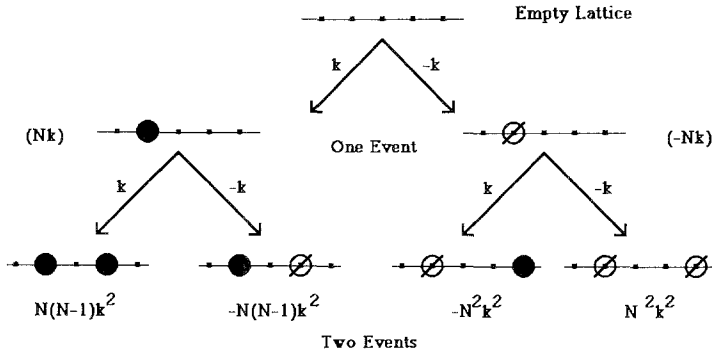 Empty Lattice
k -k
(Nk) One Event (-Nk)
k -k k -k
N(N-1)k² -N(N-1)k² -N²k² N²k²
Two Events